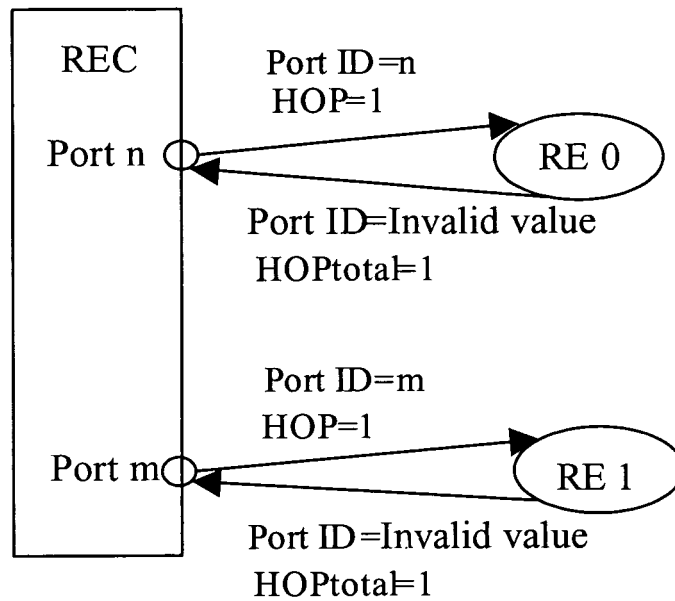 REC
Port ID=n
HOP=1
Port n
RE 0
Port ID=Invalid value
HOPtotal=1
Port ID=m
HOP=1
Port m
RE 1
Port ID=Invalid value
HOPtotal=1